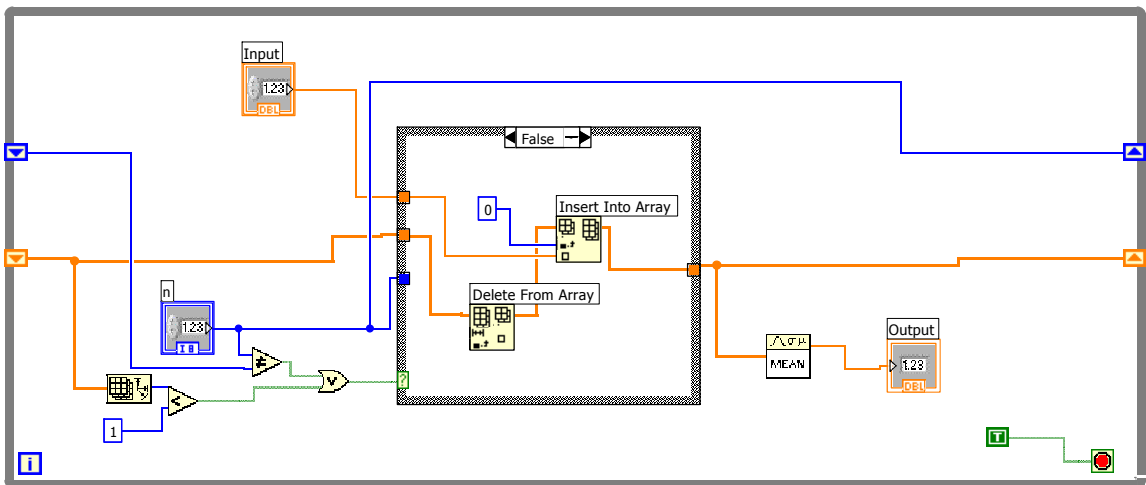 Input
1.23
DBL
False
0
Insert Into Array
Delete From Array
n
1.23
I8
?
1
i
MEAN
Output
1.23
DBL
T